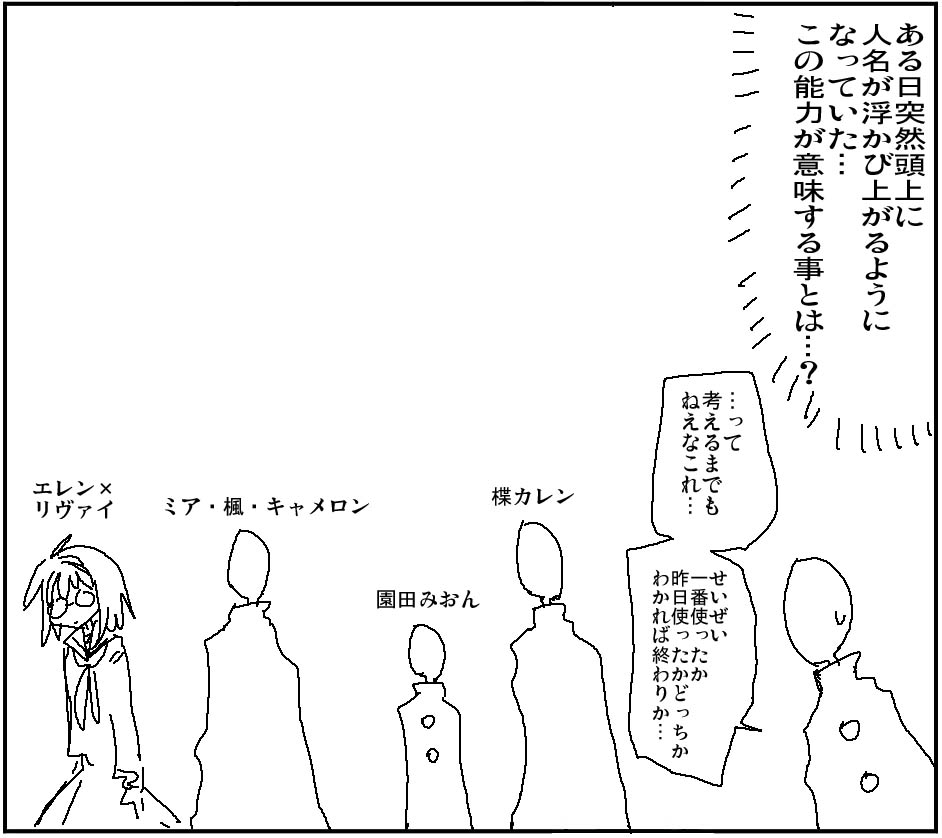 ある日突然頭上に
人名が浮かび上がるように
なっていた…
この能力が意味する事とは…?
…って
考えるまでも
ねえなこれ…
せいぜい
一番使ったか
昨日使ったかどっちか
わかれば終わりか…
楪カレン
園田みおん
ミア・楓・キャメロン
エレン×
リヴァイ